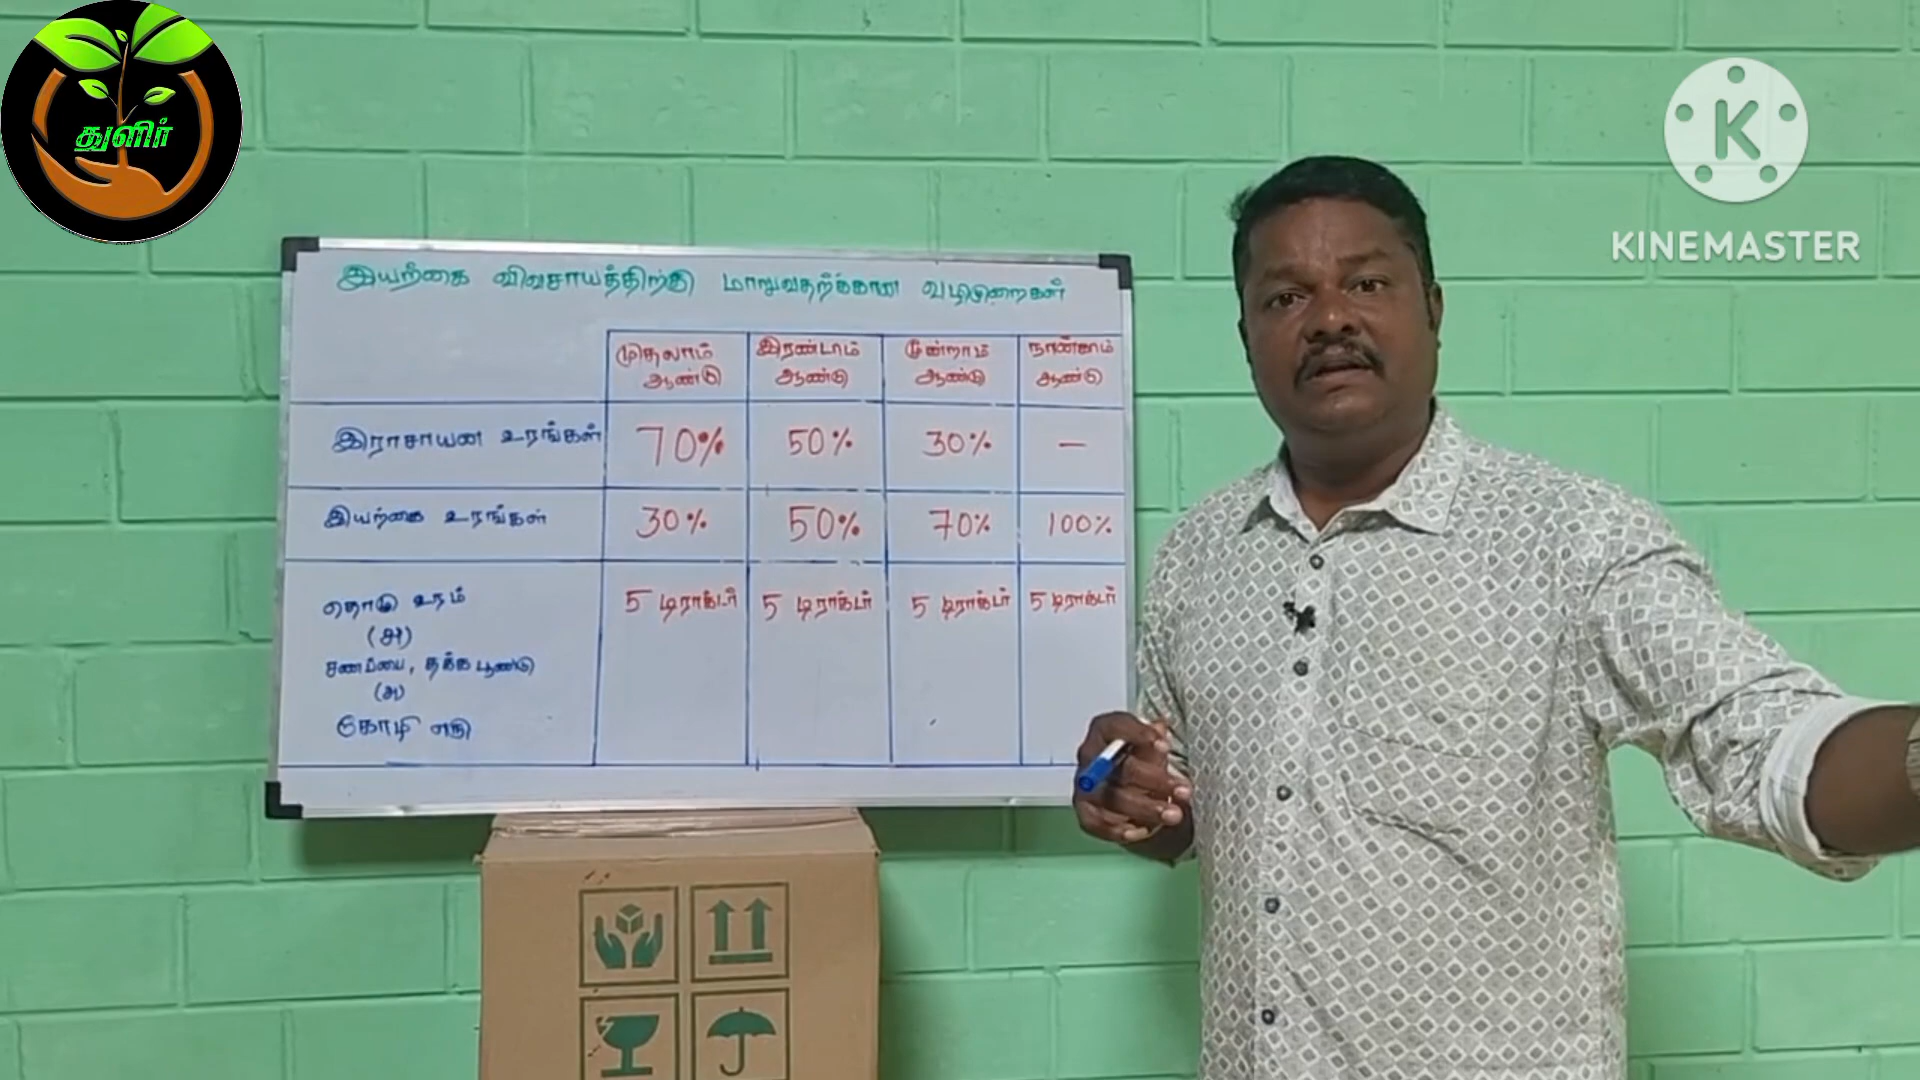 துளிர்
KINEMASTER
இயற்கை விவசாயத்திற்கு மாறுவதற்க்கான வழிமுறைகள்
முதலாம் ஆண்டு இரண்டாம் ஆண்டு மூன்றாம் ஆண்டு நான்காம் ஆண்டு
இராசாயன உரங்கள் 70% 50% 30% —
இயற்கை உரங்கள் 30% 50% 70% 100%
தொழு உரம் 5 டிராக்டர் 5 டிராக்டர் 5 டிராக்டர் 5 டிராக்டர்
(அ)
சணப்பை, தக்க பூண்டு
(அ)
கோழி எரு